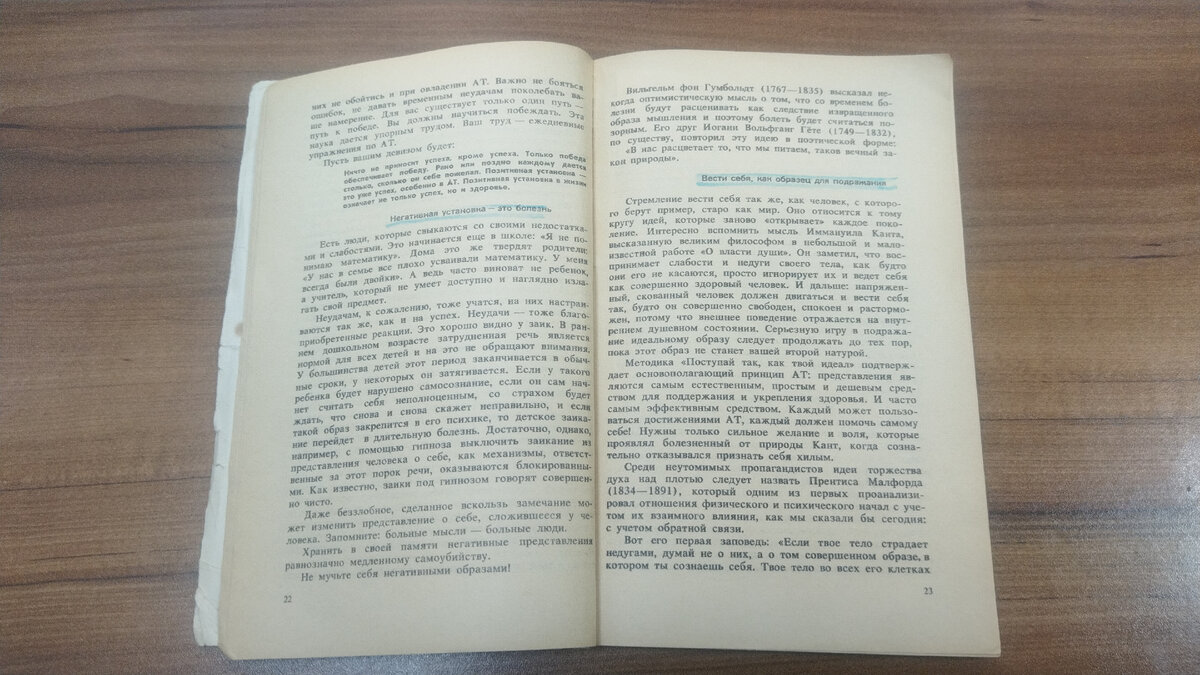 них не обойтись и при овладении АТ. Важно не бояться
ошибок, не давать временным неудачам поколебать ва-
ше намерение. Для вас существует только один путь —
путь к победе. Вы должны научиться побеждать. Эта
наука дается упорным трудом. Ваш труд — ежедневные
упражнения по АТ.
Пусть вашим девизом будет:
Ничто не приносит успеха, кроме успеха. Только победа
обеспечивает победу. Рано или поздно каждому дается
столько, сколько он себе пожелал. Позитивная установка —
это уже успех, особенно в АТ. Позитивная установка в жизни
означает не только успех, но и здоровье.
Негативная установка — это болезнь
Есть люди, которые свыкаются со своими недостатка-
ми и слабостями. Это начинается еще в школе: «Я не по-
нимаю математику». Дома это же твердят родители:
«У нас в семье все плохо усваивали математику. У меня
всегда были двойки». А ведь часто виноват не ребенок,
а учитель, который не умеет доступно и наглядно изла-
гать свой предмет.
Неудачам, к сожалению, тоже учатся, на них настраи-
ваются так же, как и на успех. Неудачи — тоже благо-
приобретенные реакции. Это хорошо видно у заик. В ран-
нем дошкольном возрасте затрудненная речь является
нормой для всех детей и на это не обращают внимания.
У большинства детей этот период заканчивается в обыч-
ные сроки, у некоторых он затягивается. Если у такого
ребенка будет нарушено самосознание, если он сам нач-
нет считать себя неполноценным, со страхом будет
ждать, что снова и снова скажет неправильно, и если
такой образ закрепится в его психике, то детское заика-
ние перейдет в длительную болезнь. Достаточно, однако,
например, с помощью гипноза выключить заикание из
представления человека о себе, как механизмы, ответст-
венные за этот порок речи, оказываются блокированны-
ми. Как известно, заики под гипнозом говорят совершен-
но чисто.
Даже беззлобное, сделанное вскользь замечание мо-
жет изменить представление о себе, сложившееся у че-
ловека. Запомните: больные мысли — больные люди.
Хранить в своей памяти негативные представления
равнозначно медленному самоубийству.
Не мучьте себя негативными образами!
22
Вильгельм фон Гумбольдт (1767—1835) высказал не-
когда оптимистическую мысль о том, что со временем бо-
лезни будут расценивать как следствие извращенного
образа мышления и поэтому болеть будет считаться по-
зорным. Его друг Иоганн Вольфганг Гёте (1749—1832),
по существу, повторил эту идею в поэтической форме:
«В нас расцветает то, что мы питаем, таков вечный за-
кон природы».
Вести себя, как образец для подражания
Стремление вести себя так же, как человек, с которо-
го берут пример, старо как мир. Оно относится к тому
кругу идей, которые заново «открывает» каждое поко-
ление. Интересно вспомнить мысль Иммануила Канта,
высказанную великим философом в небольшой и мало-
известной работе «О власти души». Он заметил, что вос-
принимает слабости и недуги своего тела, как будто
они его не касаются, просто игнорирует их и ведет себя
как совершенно здоровый человек. И дальше: напряжен-
ный, скованный человек должен двигаться и вести себя
так, будто он совершенно свободен, спокоен и расторможен,
жен, потому что внешнее поведение отражается на внут-
реннем душевном состоянии. Серьезную игру в подража-
ние идеальному образу следует продолжать до тех пор,
пока этот образ не станет вашей второй натурой.
Методика «Поступай так, как твой идеал» подтверж-
дает основополагающий принцип АТ: представления яв-
ляются самым естественным, простым и дешевым сред-
ством для поддержания и укрепления здоровья. И часто
самым эффективным средством. Каждый может пользо-
ваться достижениями АТ, каждый должен помочь самому
себе! Нужны только сильное желание и воля, которые
проявлял болезненный от природы Кант, когда созна-
тельно отказывался признать себя хилым.
Среди неутомимых пропагандистов идеи торжества
духа над плотью следует назвать Прентиса Малфорда
(1834—1891), который одним из первых проанализи-
ровал отношения физического и психического начал с уче-
том их взаимного влияния, как мы сказали бы сегодня:
с учетом обратной связи.
Вот его первая заповедь: «Если твое тело страдает
недугами, думай не о них, а о том совершенном образе, в
котором ты сознаешь себя. Твое тело во всех его клетках
23